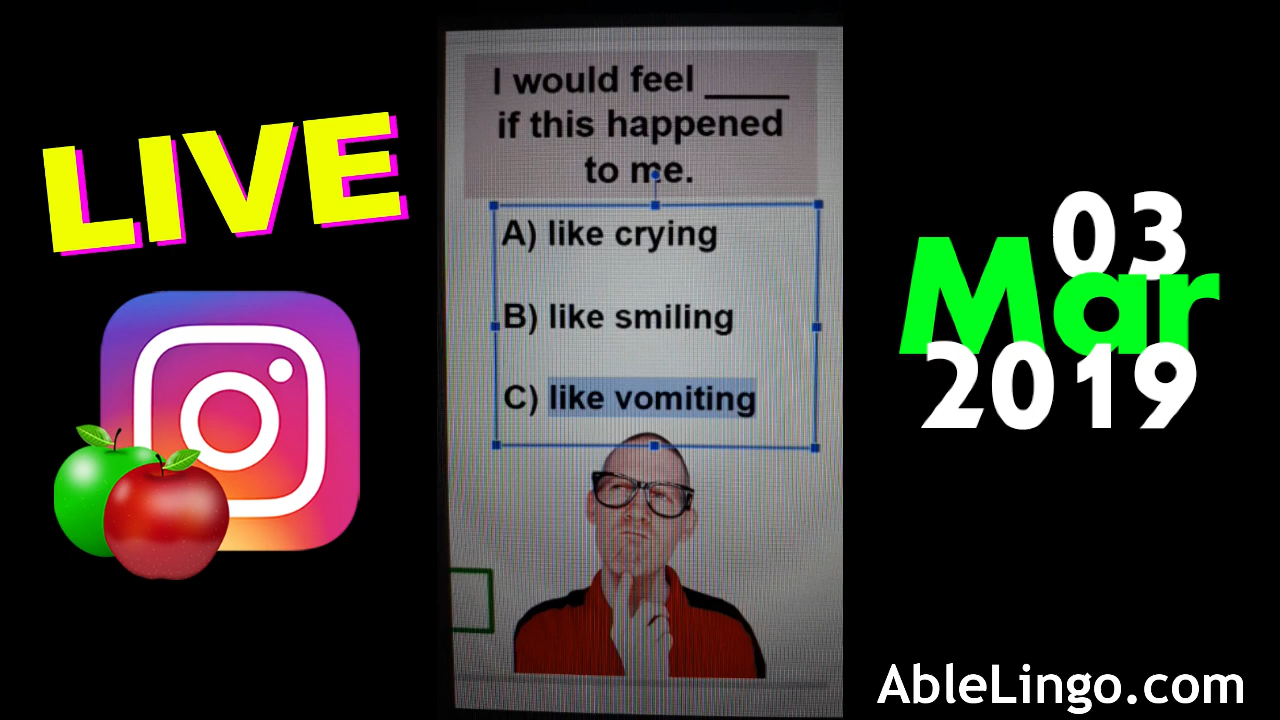 LIVE
I would feel ____
if this happened
to me.
A) like crying
B) like smiling
C) like vomiting
03
Mar
2019
AbleLingo.com